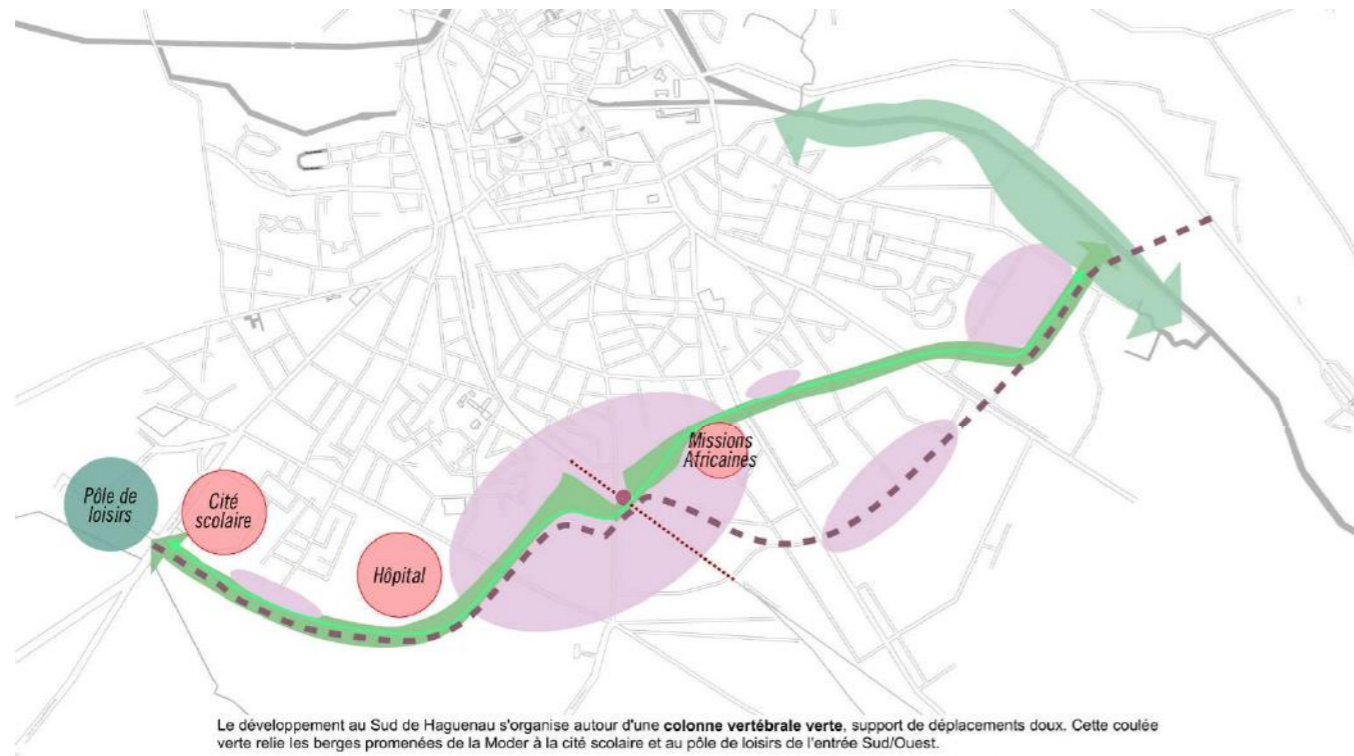 Missions
Africaines
Pôle de
loisirs
Cité
scolaire
Hôpital
Le développement au Sud de Haguenau s'organise autour d'une colonne vertébrale verte, support de déplacements doux. Cette coulée
verte relie les berges promenées de la Moder à la cité scolaire et au pôle de loisirs de l'entrée Sud/Ouest.